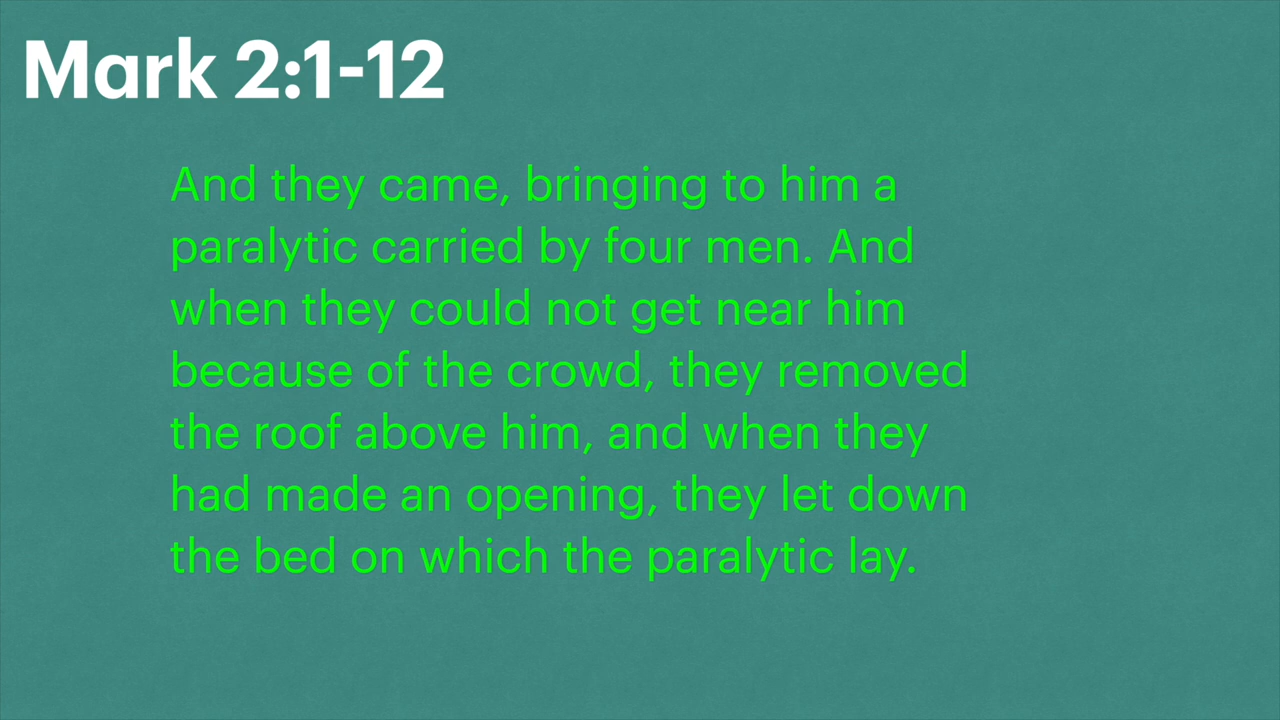 Mark 2:1-12
And they came, bringing to him a
paralytic carried by four men. And
when they could not get near him
because of the crowd, they removed
the roof above him, and when they
had made an opening, they let down
the bed on which the paralytic lay.